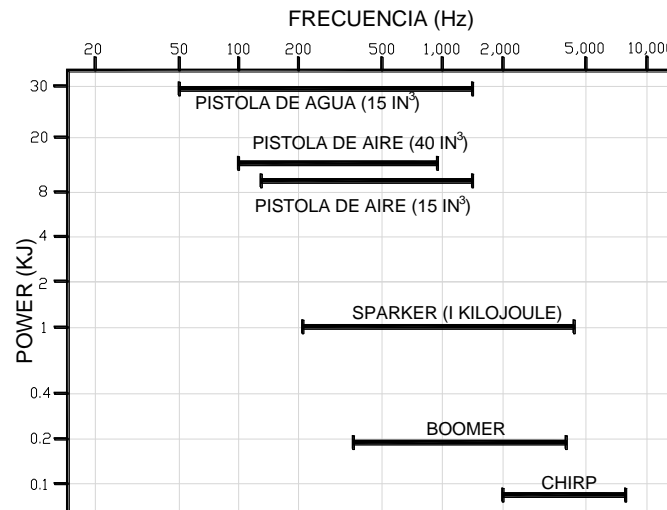 FRECUENCIA (Hz)
20 50 100 200 500 1,000 2,000 5,000 10,000
POWER (KJ)
30
PISTOLA DE AGUA (15 IN³)
20
PISTOLA DE AIRE (40 IN³)
8
PISTOLA DE AIRE (15 IN³)
4
2
SPARKER (I KILOJOULE)
1
0.4
BOOMER
0.2
CHIRP
0.1